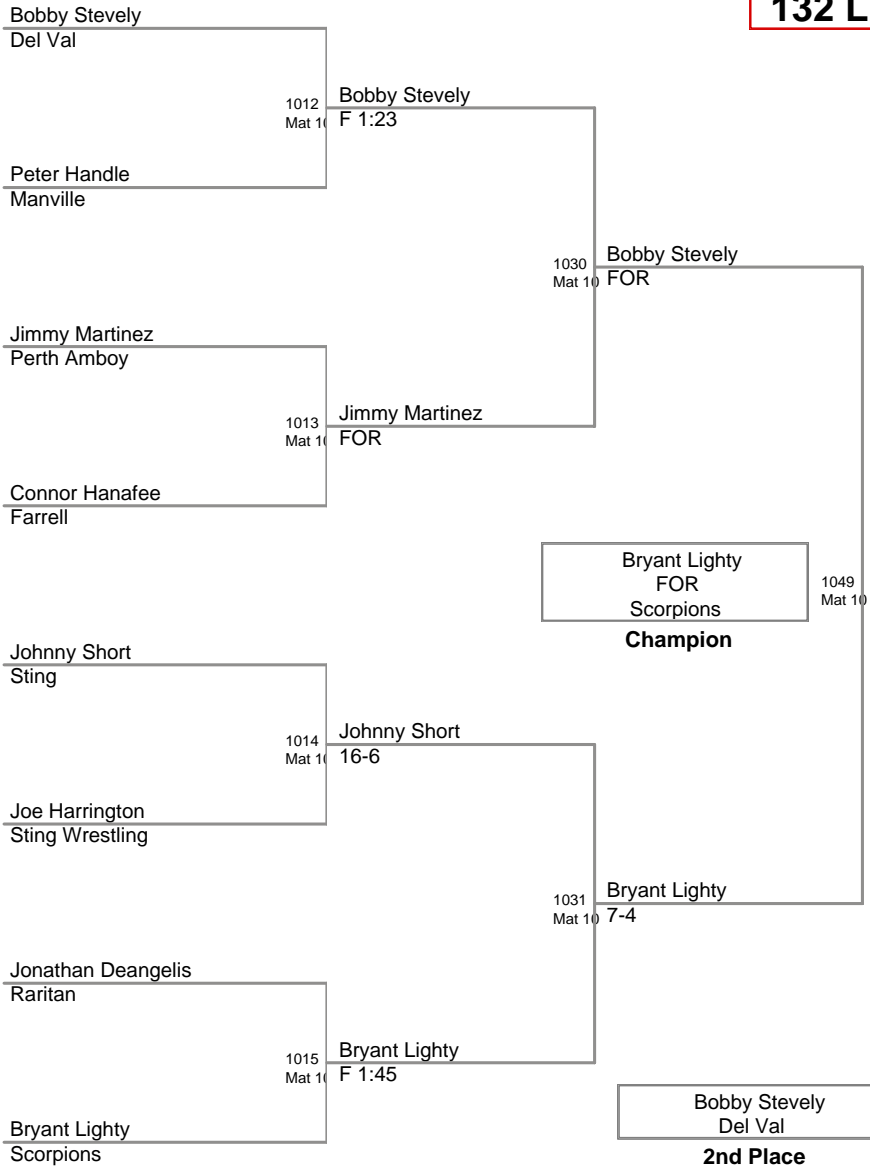 132 L
Bobby Stevely
Del Val
1012
Mat 10
Bobby Stevely
F 1:23
Peter Handle
Manville
1030
Mat 10
Bobby Stevely
FOR
Jimmy Martinez
Perth Amboy
1013
Mat 10
Jimmy Martinez
FOR
Connor Hanafee
Farrell
Bryant Lighty
FOR
Scorpions
Champion
1049
Mat 10
Johnny Short
Sting
1014
Mat 10
Johnny Short
16-6
Joe Harrington
Sting Wrestling
1031
Mat 10
Bryant Lighty
7-4
Jonathan Deangelis
Raritan
1015
Mat 10
Bryant Lighty
F 1:45
Bryant Lighty
Scorpions
Bobby Stevely
Del Val
2nd Place